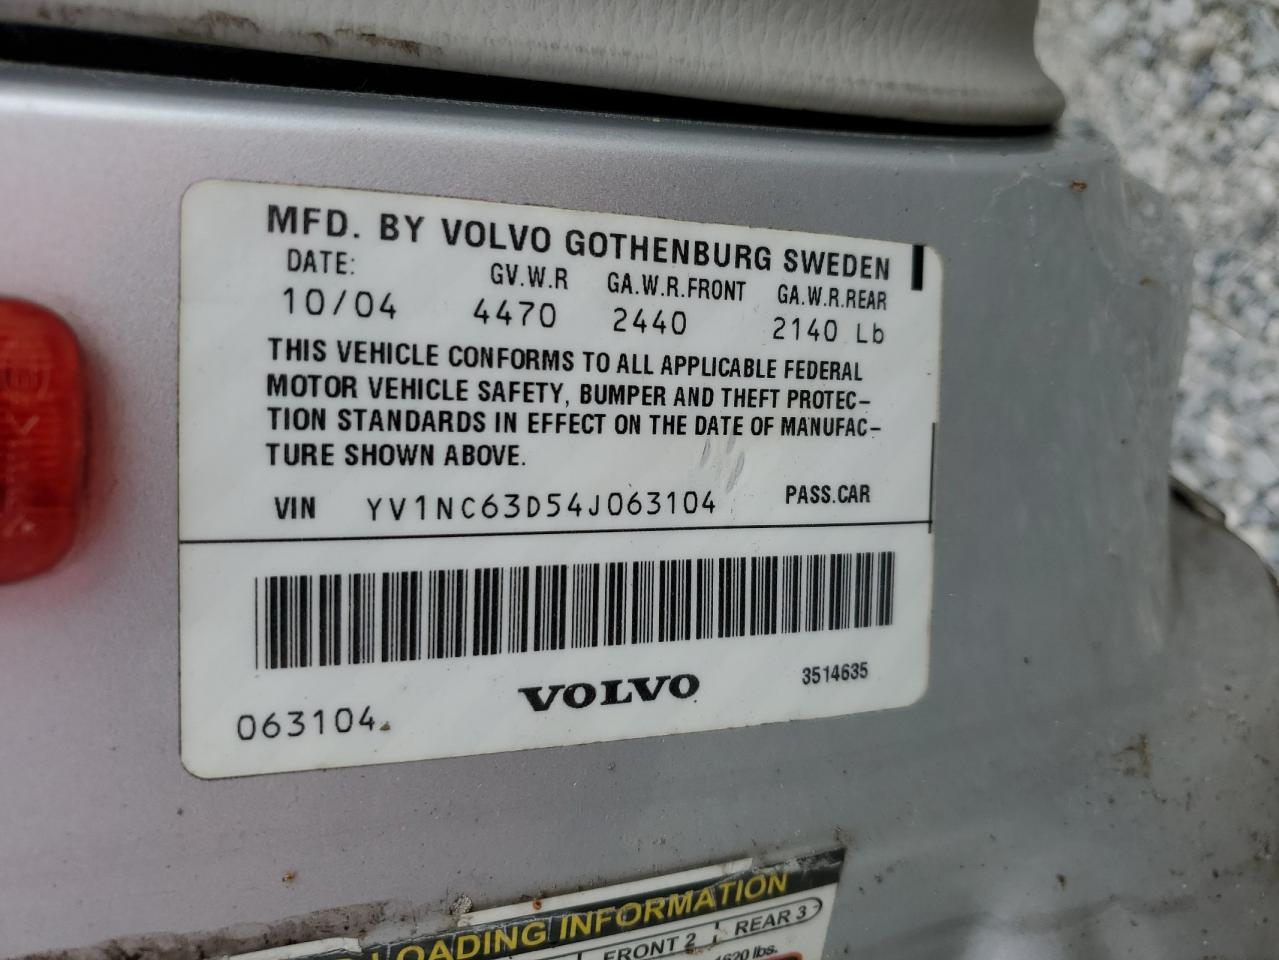 MFD. BY VOLVO GOTHENBURG SWEDEN
DATE: GV.W.R GA.W.R.FRONT GA.W.R.REAR
10/04 4470 2440 2140 Lb
THIS VEHICLE CONFORMS TO ALL APPLICABLE FEDERAL
MOTOR VEHICLE SAFETY, BUMPER AND THEFT PROTEC-
TION STANDARDS IN EFFECT ON THE DATE OF MANUFAC-
TURE SHOWN ABOVE.
VIN YV1NC63D54J063104 PASS.CAR
VOLVO 3514635
063104
LOADING INFORMATION
FRONT 2 REAR 3
lbs.